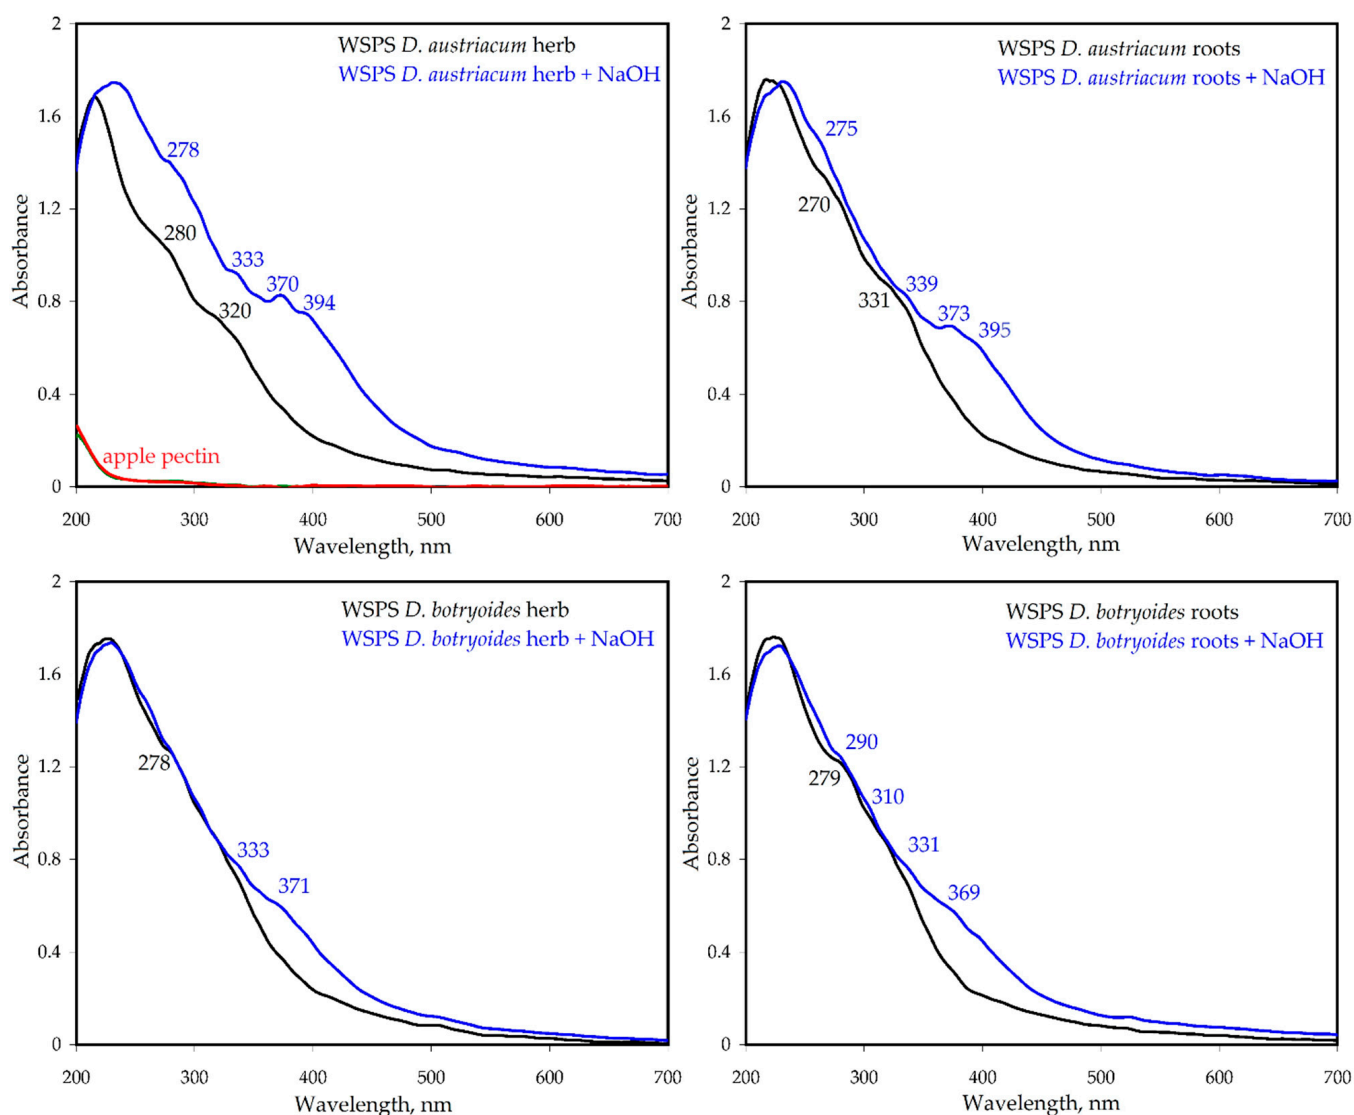 WSPS D. austriacum herb
WSPS D. austriacum herb + NaOH
278
280
333
370
394
320
apple pectin
2
1.6
1.2
0.8
0.4
0
Absorbance
200 300 400 500 600 700
Wavelength, nm
WSPS D. austriacum roots
WSPS D. austriacum roots + NaOH
275
270
339
331
373
395
2
1.6
1.2
0.8
0.4
0
Absorbance
200 300 400 500 600 700
Wavelength, nm
WSPS D. botryoides herb
WSPS D. botryoides herb + NaOH
278
333
371
2
1.6
1.2
0.8
0.4
0
Absorbance
200 300 400 500 600 700
Wavelength, nm
WSPS D. botryoides roots
WSPS D. botryoides roots + NaOH
290
279
310
331
369
2
1.6
1.2
0.8
0.4
0
Absorbance
200 300 400 500 600 700
Wavelength, nm